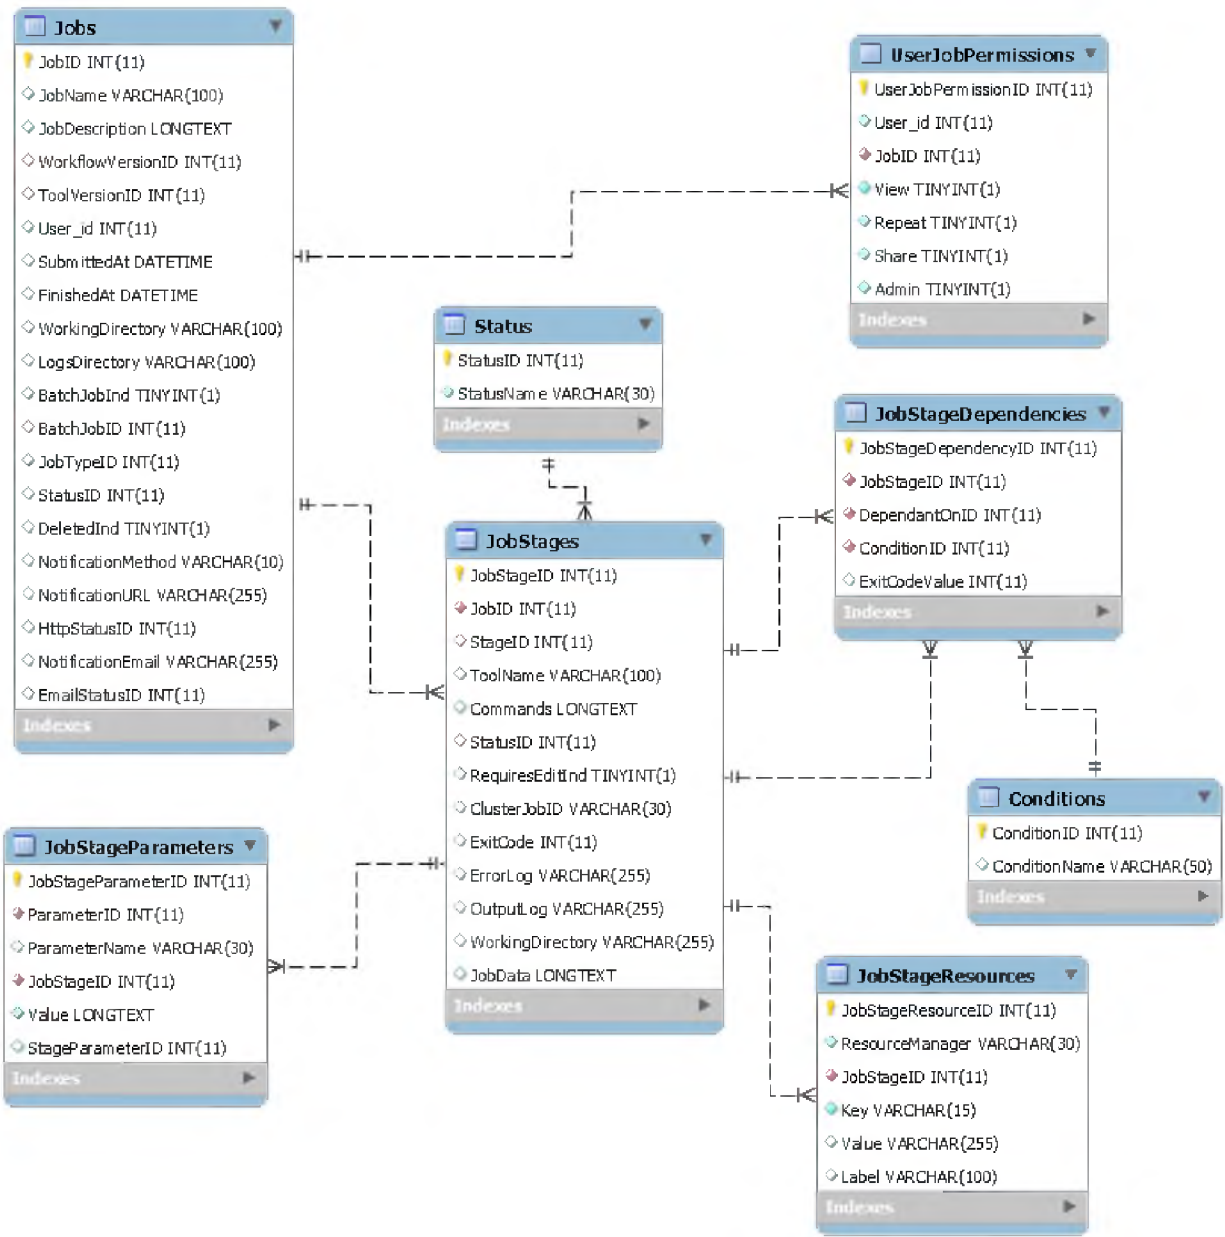 Jobs
JobID INT(11)
JobName VARCHAR(100)
JobDescription LONGTEXT
WorkflowVersionID INT(11)
ToolVersionID INT(11)
User_id INT(11)
SubmittedAt DATETIME
FinishedAt DATETIME
WorkingDirectory VARCHAR(100)
LogsDirectory VARCHAR(100)
BatchJobInd TINYINT(1)
BatchJobID INT(11)
JobTypeID INT(11)
StatusID INT(11)
DeletedInd TINYINT(1)
NotificationMethod VARCHAR(10)
NotificationURL VARCHAR(255)
HttpStatusID INT(11)
NotificationEmail VARCHAR(255)
EmailStatusID INT(11)
Indexes
UserJobPermissions
UserJobPermissionID INT(11)
User_id INT(11)
JobID INT(11)
View TINYINT(1)
Repeat TINYINT(1)
Share TINYINT(1)
Admin TINYINT(1)
Indexes
Status
StatusID INT(11)
StatusName VARCHAR(30)
Indexes
JobStageDependencies
JobStageDependencyID INT(11)
JobStageID INT(11)
DependantOnID INT(11)
ConditionID INT(11)
ExitCodeValue INT(11)
Indexes
JobStages
JobStageID INT(11)
JobID INT(11)
StageID INT(11)
ToolName VARCHAR(100)
Commands LONGTEXT
StatusID INT(11)
RequiresEditInd TINYINT(1)
ClusterJobID VARCHAR(30)
ExitCode INT(11)
ErrorLog VARCHAR(255)
OutputLog VARCHAR(255)
WorkingDirectory VARCHAR(255)
JobData LONGTEXT
Indexes
Conditions
ConditionID INT(11)
ConditionName VARCHAR(50)
Indexes
JobStageParameters
JobStageParameterID INT(11)
ParameterID INT(11)
ParameterName VARCHAR(30)
JobStageID INT(11)
Value LONGTEXT
StageParameterID INT(11)
Indexes
JobStageResources
JobStageResourceID INT(11)
ResourceManager VARCHAR(30)
JobStageID INT(11)
Key VARCHAR(15)
Value VARCHAR(255)
Label VARCHAR(100)
Indexes